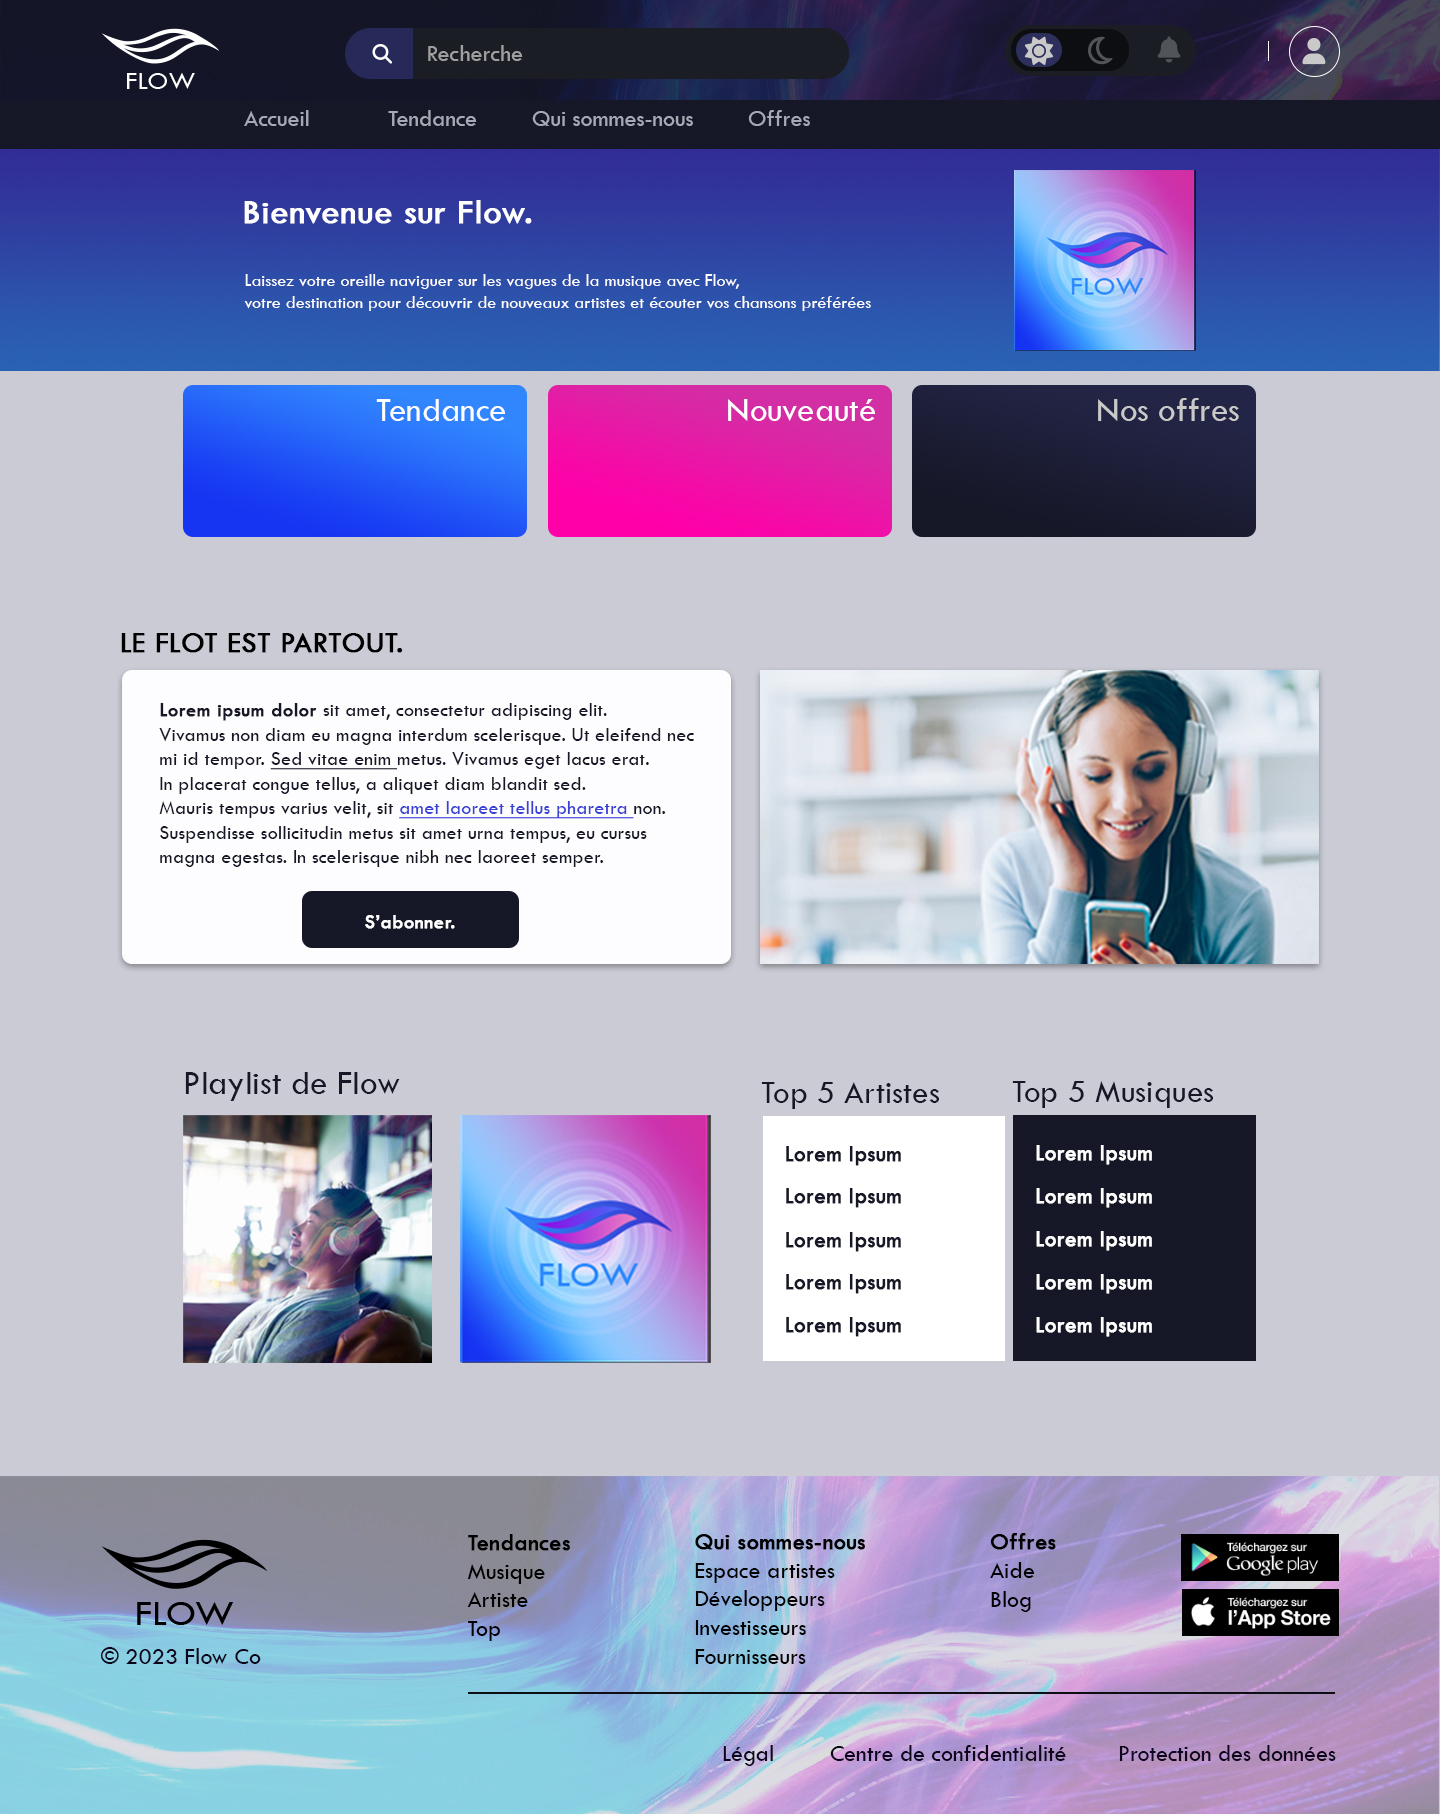 FLOW
Recherche
Accueil
Tendance
Qui sommes-nous
Offres
Bienvenue sur Flow.
Laissez votre oreille naviguer sur les vagues de la musique avec Flow,
votre destination pour découvrir de nouveaux artistes et écouter vos chansons préférées
FLOW
Tendance
Nouveauté
Nos offres
LE FLOT EST PARTOUT.
Lorem ipsum dolor sit amet, consectetur adipiscing elit.
Vivamus non diam eu magna interdum scelerisque. Ut eleifend nec
mi id tempor. Sed vitae enim metus. Vivamus eget lacus erat.
In placerat congue tellus, a aliquet diam blandit sed.
Mauris tempus varius velit, sit amet laoreet tellus pharetra non.
Suspendisse sollicitudin metus sit amet urna tempus, eu cursus
magna egestas. In scelerisque nibh nec laoreet semper.
S'abonner.
Playlist de Flow
FLOW
Top 5 Artistes
Lorem Ipsum
Lorem Ipsum
Lorem Ipsum
Lorem Ipsum
Lorem Ipsum
Top 5 Musiques
Lorem Ipsum
Lorem Ipsum
Lorem Ipsum
Lorem Ipsum
Lorem Ipsum
FLOW
© 2023 Flow Co
Tendances
Musique
Artiste
Top
Qui sommes-nous
Espace artistes
Développeurs
Investisseurs
Fournisseurs
Offres
Aide
Blog
Téléchargez sur
Google play
Téléchargez sur
l'App Store
Légal
Centre de confidentialité
Protection des données